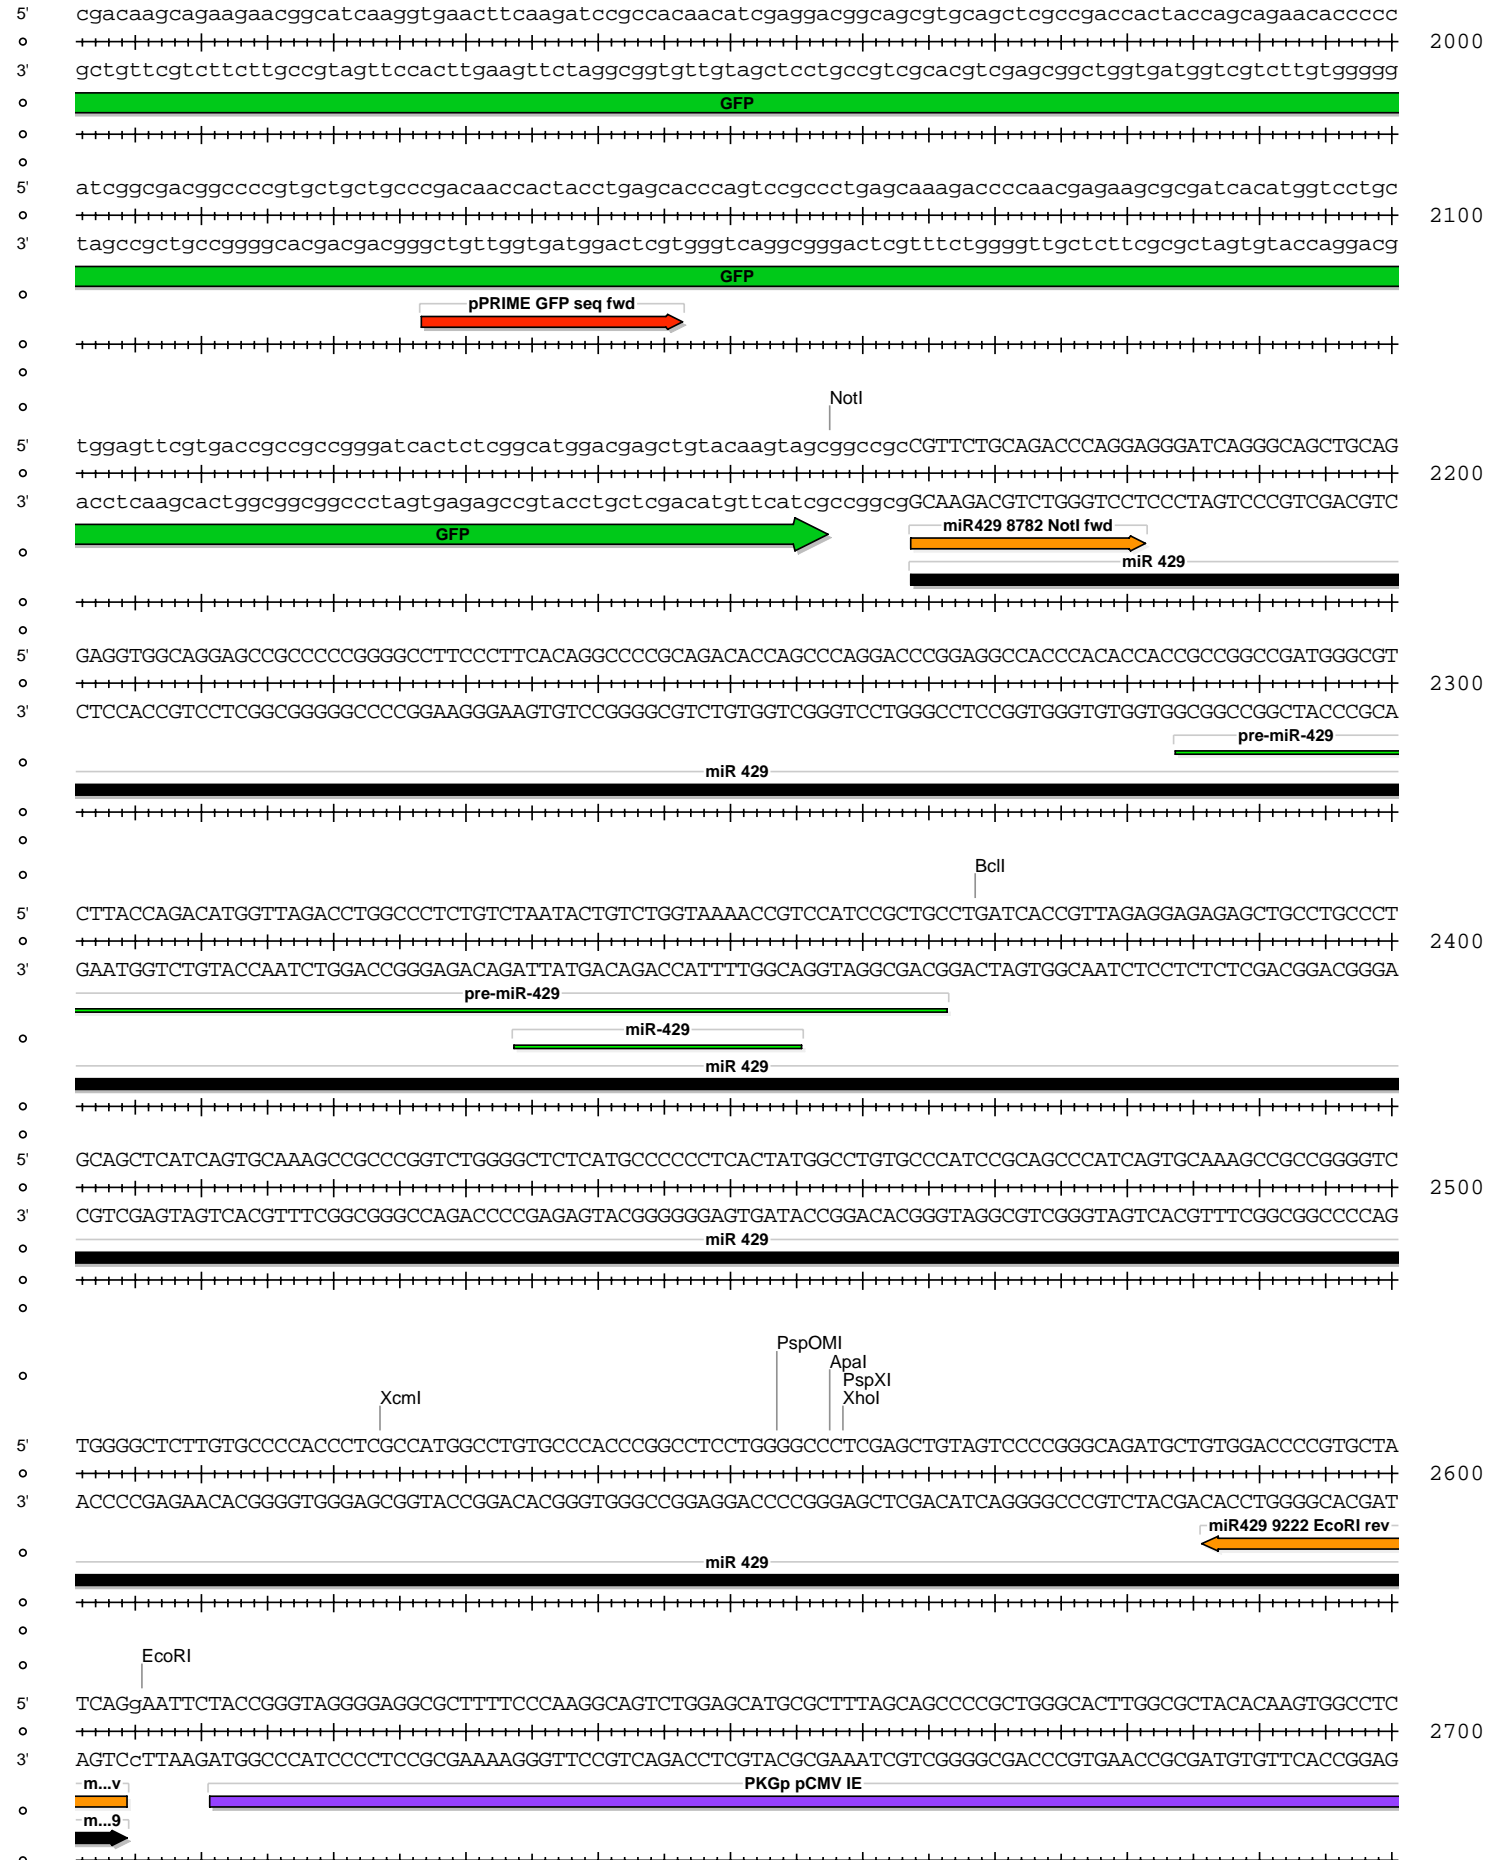 5' cgacaagcagaagaacggcatcaaggtgaacttcaagatccgccacaacatcgaggacggcagcgtgcagctcgccgaccactaccagcagaacaccccc
2000
3' gctgttcgtcttcttgccgtagttccacttgaagttctaggcggtgttgtagctcctgccgtcgcacgtcgagcggctggtgatggtcgtcttgtggggg
GFP
5' atcggcgacggccccgtgctgctgcccgacaaccactacctgagcacccagtccgccctgagcaaagaccccaacgagaagcgcgatcacatggtcctgc
2100
3' tagccgctgccggggcacgacgacgggctgttggtgatggactcgtgggtcaggcgggactcgtttctggggttgctcttcgcgctagtgtaccaggacg
GFP
pPRIME GFP seq fwd
NotI
5' tggagttcgtgaccgccgccgggatcactctcggcatggacgagctgtacaagtagcggccgcCGTTCTGCAGACCCAGGAGGGATCAGGGCAGCTGCAG
2200
3' acctcaagcactggcggcggccctagtgagagccgtacctgctcgacatgttcatcgccggcgGCAAGACGTCTGGGTCCTCCCTAGTCCCGTCGACGTC
GFP
miR429 8782 NotI fwd
miR 429
5' GAGGTGGCAGGAGCCGCCCCCGGGGCCTTCCCTTCACAGGCCCCGCAGACACCAGCCCAGGACCCGGAGGCCACCCACACCACCGCCGGCCGATGGGCGT
2300
3' CTCCACCGTCCTCGGCGGGGGCCCCGGAAGGGAAGTGTCCGGGGCGTCTGTGGTCGGGTCCTGGGCCTCCGGTGGGTGTGGTGGCGGCCGGCTACCCGCA
pre-miR-429
miR 429
BclI
5' CTTACCAGACATGGTTAGACCTGGCCCTCTGTCTAATACTGTCTGGTAAAACCGTCCATCCGCTGCCTGATCACCGTTAGAGGAGAGAGCTGCCTGCCCT
2400
3' GAATGGTCTGTACCAATCTGGACCGGGAGACAGATTATGACAGACCATTTTGGCAGGTAGGCGACGGACTAGTGGCAATCTCCTCTCTCGACGGACGGGA
pre-miR-429
miR-429
miR 429
5' GCAGCTCATCAGTGCAAAGCCGCCCGGTCTGGGGCTCTCATGCCCCCCTCACTATGGCCTGTGCCCATCCGCAGCCCATCAGTGCAAAGCCGCCGGGGTC
2500
3' CGTCGAGTAGTCACGTTTCGGCGGGCCAGACCCCGAGAGTACGGGGGGAGTGATACCGGACACGGGTAGGCGTCGGGTAGTCACGTTTCGGCGGCCCCAG
miR 429
PspOMI
ApaI
PspXI
XcmI XhoI
5' TGGGGCTCTTGTGCCCCACCCTCGCCATGGCCTGTGCCCACCCGGCCTCCTGGGGCCCTCGAGCTGTAGTCCCCGGGCAGATGCTGTGGACCCCGTGCTA
2600
3' ACCCCGAGAACACGGGGTGGGAGCGGTACCGGACACGGGTGGGCCGGAGGACCCCGGGAGCTCGACATCAGGGGCCCGTCTACGACACCTGGGGCACGAT
miR429 9222 EcoRI rev
miR 429
EcoRI
5' TCAGgAATTCTACCGGGTAGGGGAGGCGCTTTTCCCAAGGCAGTCTGGAGCATGCGCTTTAGCAGCCCCGCTGGGCACTTGGCGCTACACAAGTGGCCTC
2700
3' AGTCcTTAAGATGGCCCATCCCCTCCGCGAAAAGGGTTCCGTCAGACCTCGTACGCGAAATCGTCGGGGCGACCCGTGAACCGCGATGTGTTCACCGGAG
m...v
PKGp pCMV IE
m...9